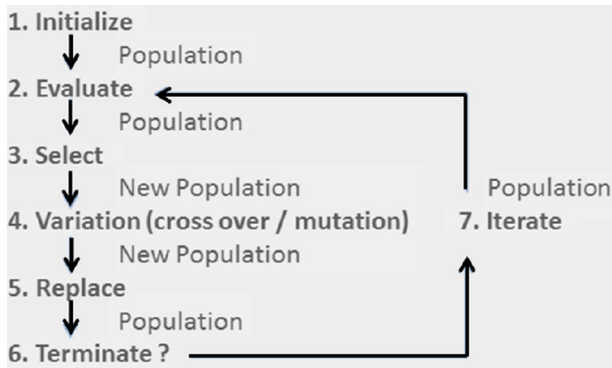 1. Initialize
Population
2. Evaluate
Population
3. Select
New Population
Population
4. Variation (cross over / mutation)
7. Iterate
New Population
5. Replace
Population
6. Terminate ?